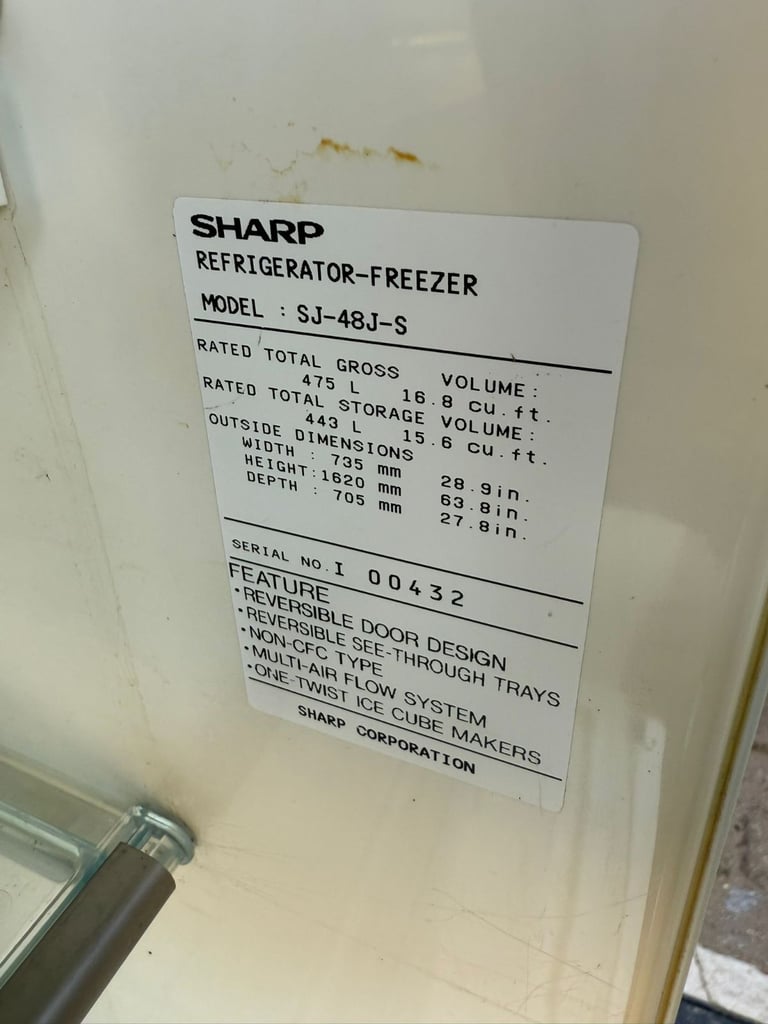 SHARP
REFRIGERATOR-FREEZER
MODEL : SJ-48J-S
RATED TOTAL GROSS VOLUME:
475 L 16.8 cu.ft.
RATED TOTAL STORAGE VOLUME:
443 L 15.6 cu.ft.
OUTSIDE DIMENSIONS
WIDTH : 735 mm 28.9in.
HEIGHT:1620 mm 63.8in.
DEPTH : 705 mm 27.8in.
SERIAL NO. I 00432
FEATURE
·REVERSIBLE DOOR DESIGN
·REVERSIBLE SEE-THROUGH TRAYS
·NON-CFC TYPE
·MULTI-AIR FLOW SYSTEM
·ONE-TWIST ICE CUBE MAKERS
SHARP CORPORATION